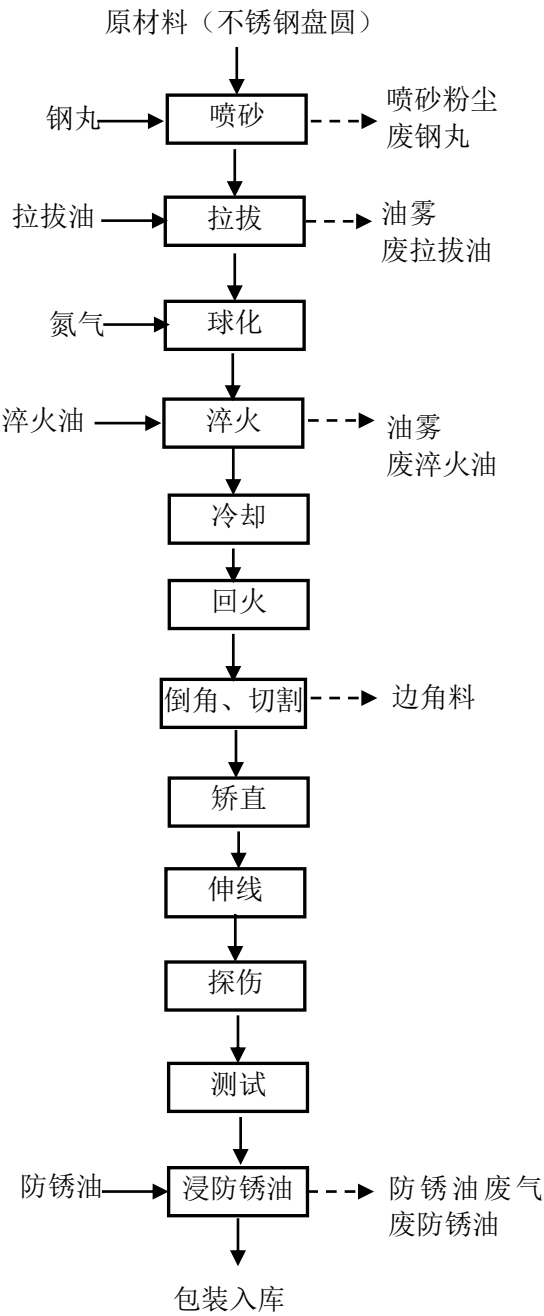 原材料（不锈钢盘圆）
钢丸
喷砂
喷砂粉尘
废钢丸
拉拔油
拉拔
油雾
废拉拔油
氮气
球化
淬火油
淬火
油雾
废淬火油
冷却
回火
倒角、切割
边角料
矫直
伸线
探伤
测试
防锈油
浸防锈油
防锈油废气
废防锈油
包装入库